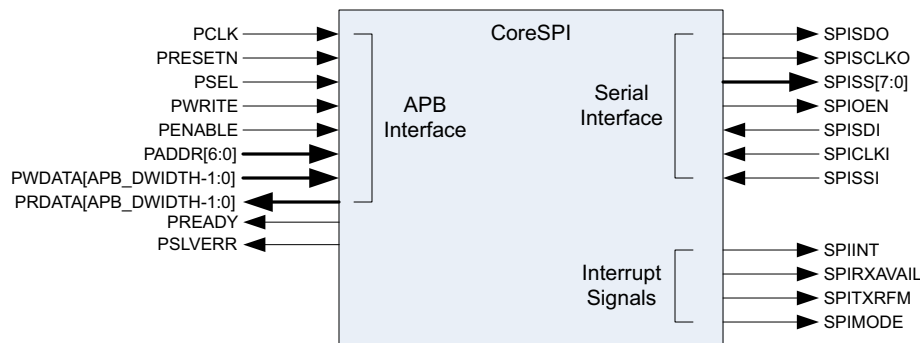 CoreSPI
PCLK
PRESETN
PSEL
PWRITE
PENABLE
PADDR[6:0]
PWDATA[APB_DWIDTH-1:0]
PRDATA[APB_DWIDTH-1:0]
PREADY
PSLVERR
APB
Interface
Serial
Interface
SPISDO
SPISCLKO
SPISS[7:0]
SPIOEN
SPISDI
SPICLKI
SPISSI
Interrupt
Signals
SPIINT
SPIRXAVAIL
SPITXRFM
SPIMODE